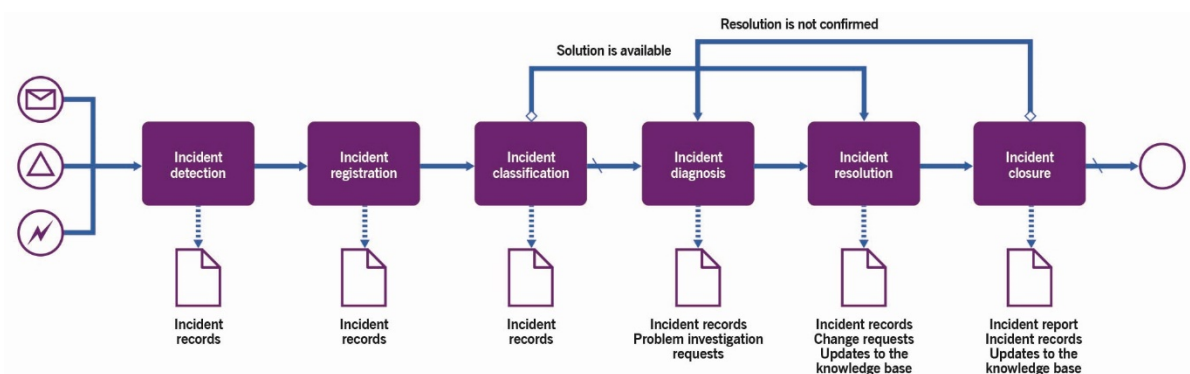 Resolution is not confirmed
Solution is available
Incident
detection
Incident
registration
Incident
classification
Incident
diagnosis
Incident
resolution
Incident
closure
Incident
records
Incident
records
Incident
records
Incident records
Problem investigation
requests
Incident records
Change requests
Updates to the
knowledge base
Incident report
Incident records
Updates to the
knowledge base